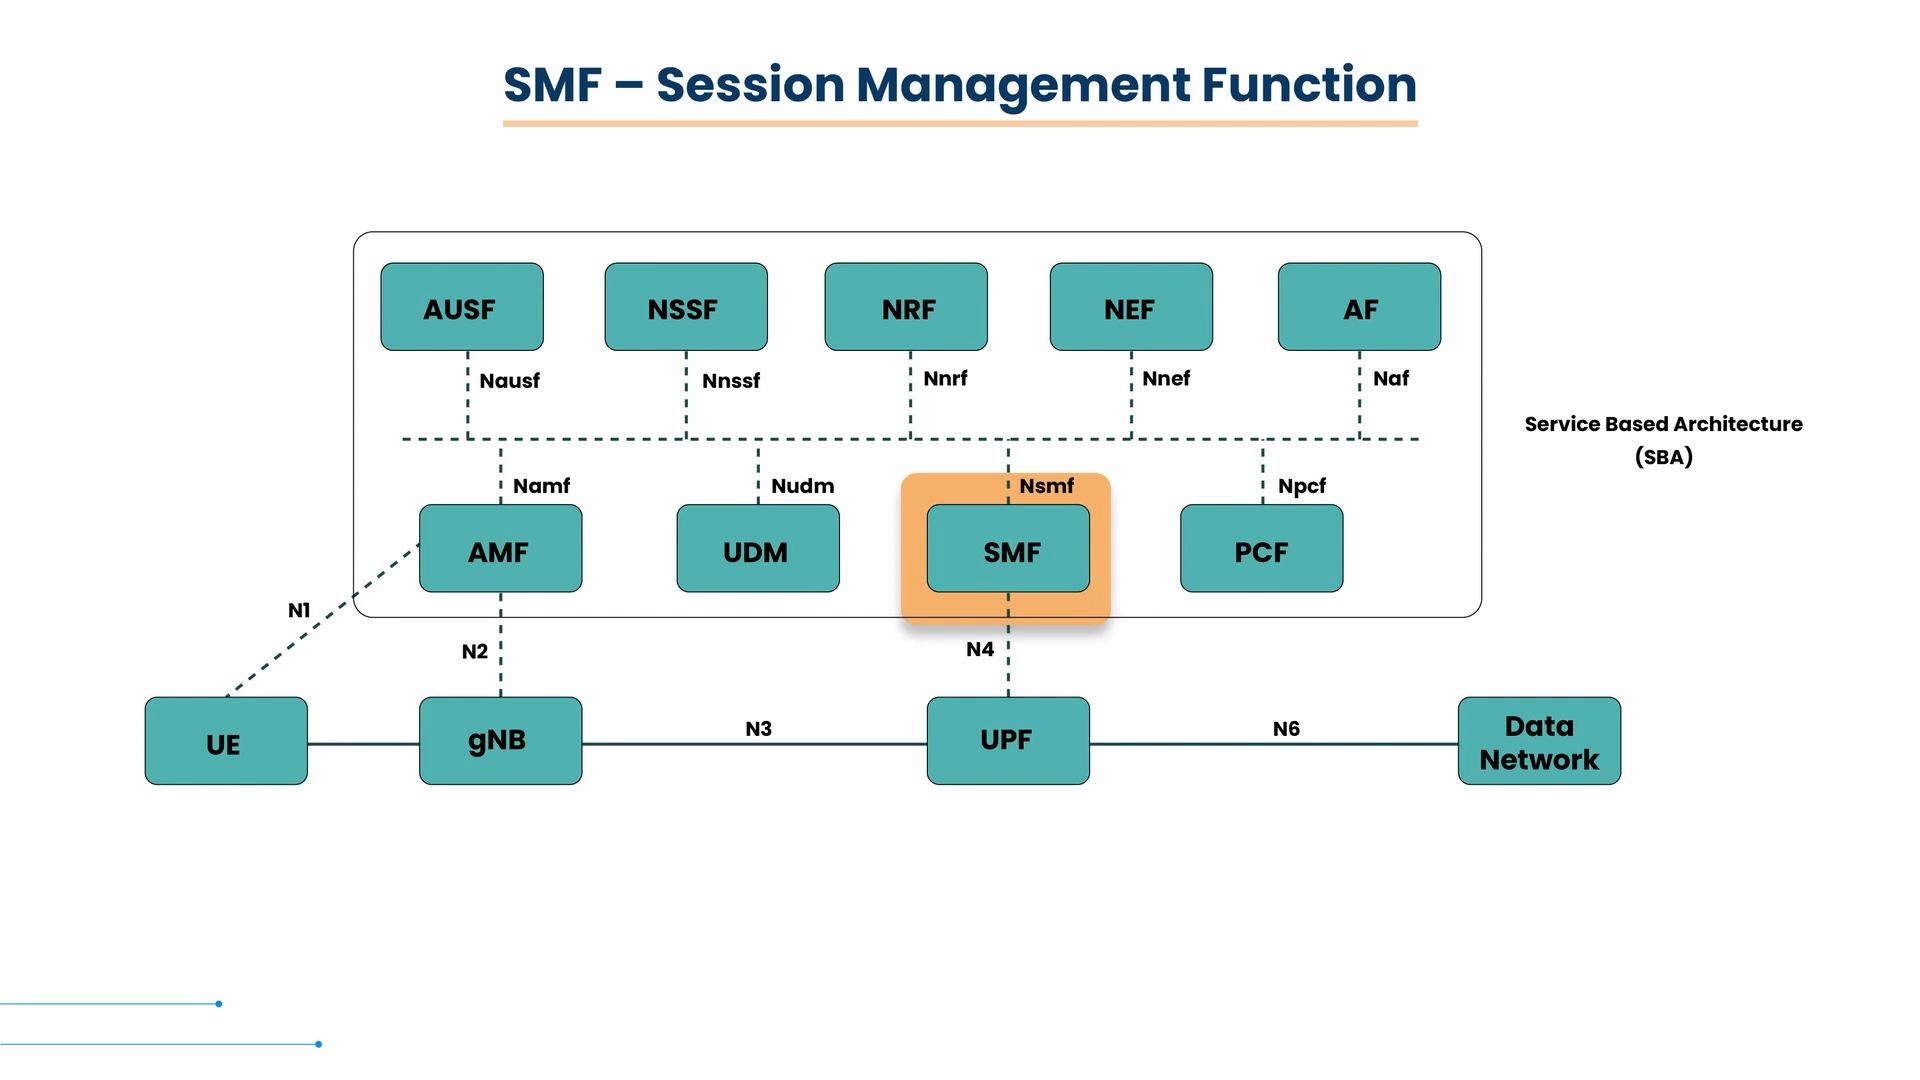 SMF – Session Management Function
AUSF
NSSF
NRF
NEF
AF
Nausf
Nnssf
Nnrf
Nnef
Naf
Service Based Architecture
(SBA)
Namf
Nudm
Nsmf
Npcf
AMF
UDM
SMF
PCF
N1
N2
N4
UE
gNB
N3
UPF
N6
Data
Network